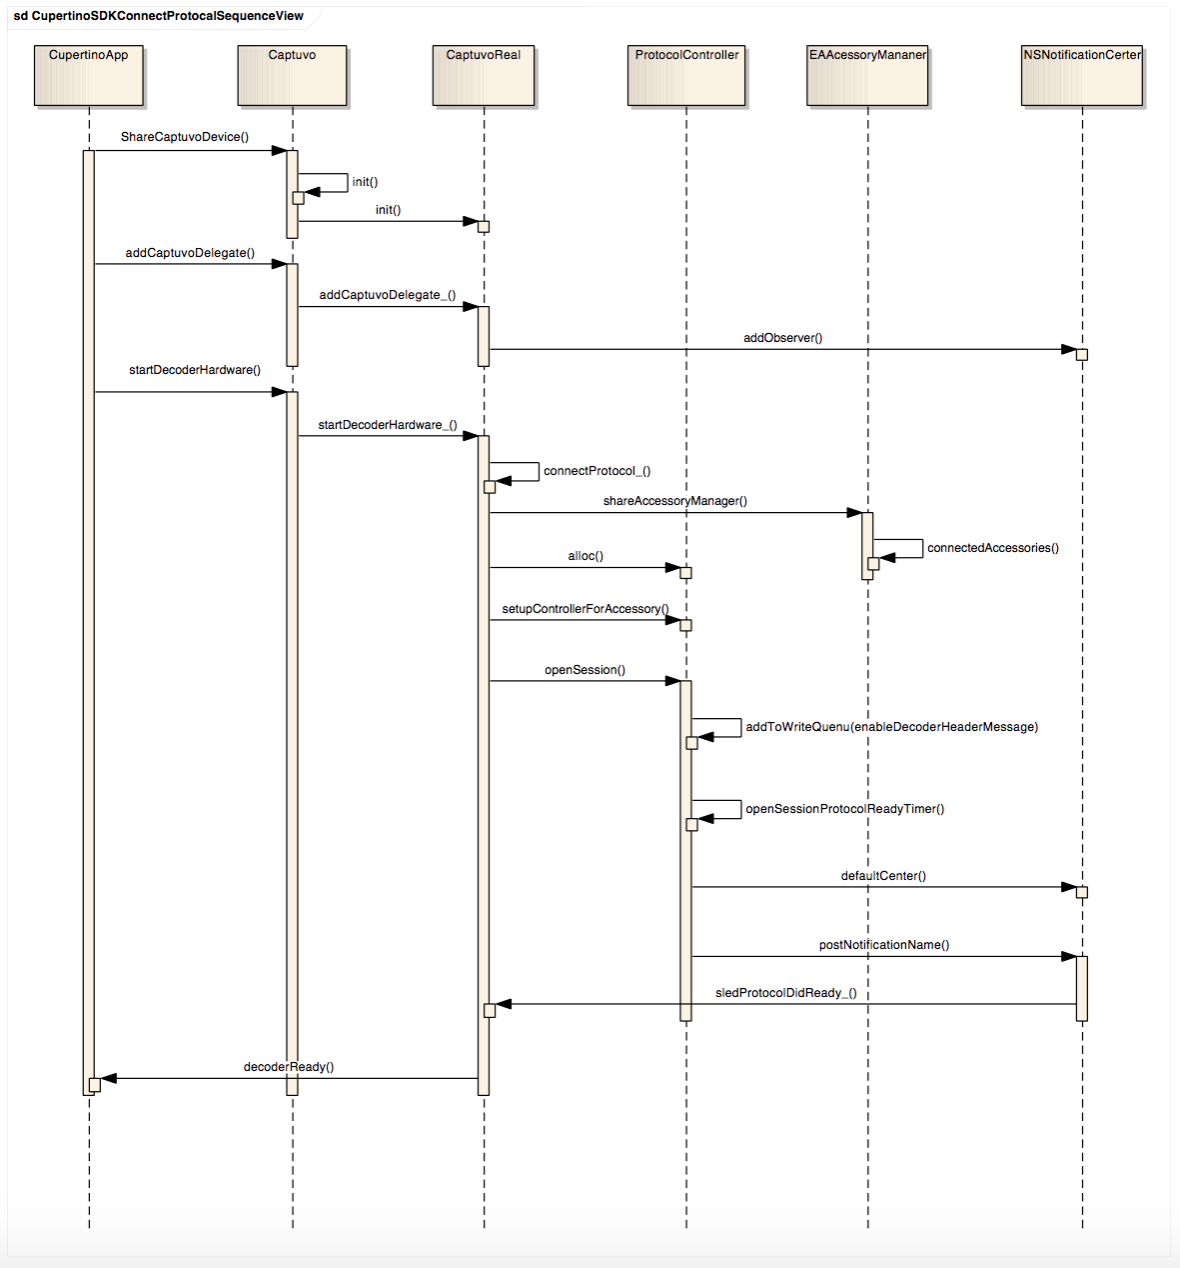 sd CupertinoSDKConnectProtocalSequenceView
CupertinoApp
Captuvo
CaptuvoReal
ProtocolController
EAAcessoryMananer
NSNotificationCerter
ShareCaptuvoDevice()
init()
init()
addCaptuvoDelegate()
addCaptuvoDelegate_()
addObserver()
startDecoderHardware()
startDecoderHardware_()
connectProtocol_()
shareAccessoryManager()
connectedAccessories()
alloc()
setupControllerForAccessory()
openSession()
addToWriteQuenu(enableDecoderHeaderMessage)
openSessionProtocolReadyTimer()
defaultCenter()
postNotificationName()
sledProtocolDidReady_()
decoderReady()